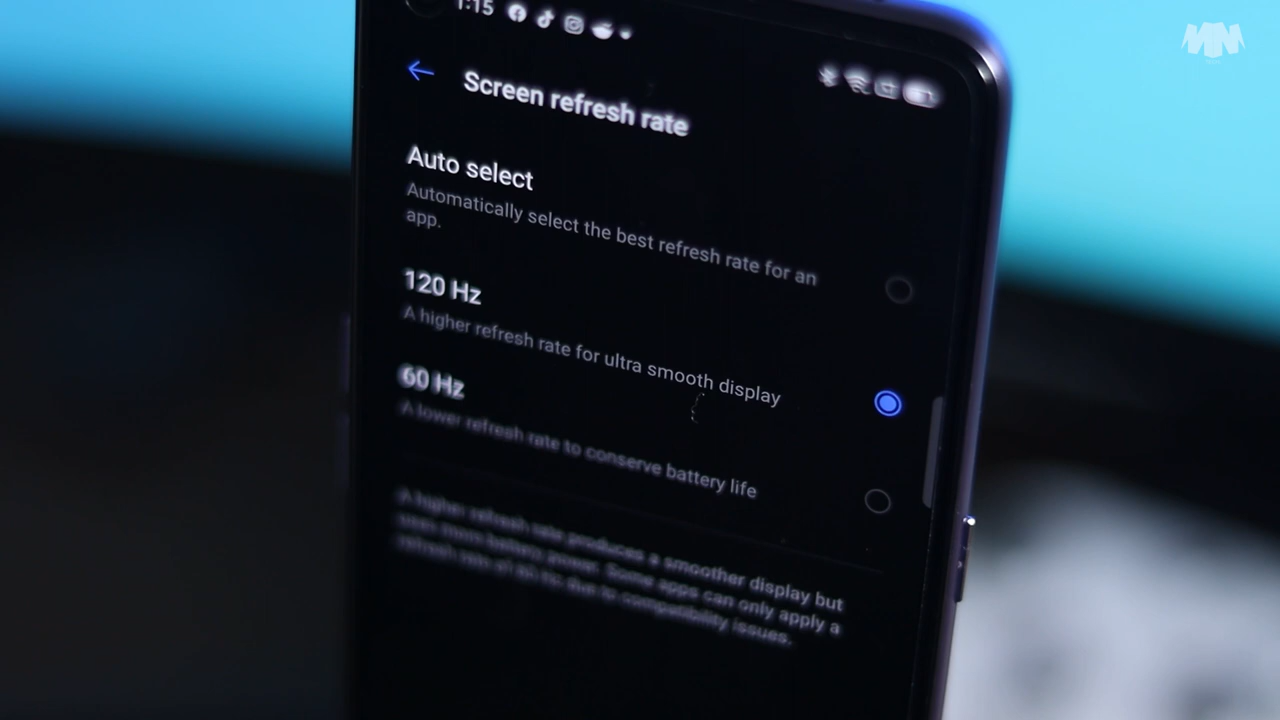 1:15
Screen refresh rate
Auto select
Automatically select the best refresh rate for an
app.
120 Hz
A higher refresh rate for ultra smooth display
60 Hz
A lower refresh rate to conserve battery life
A higher refresh rate produces a smoother display but
uses more battery power. Some apps can only apply a
refresh rate of 60 Hz due to compatibility issues.
MN